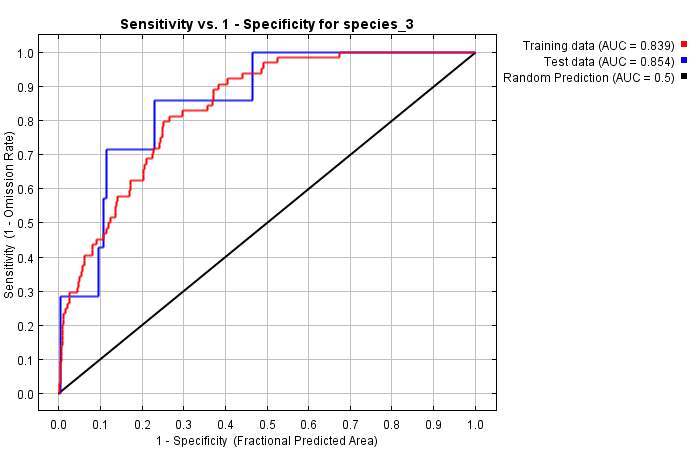 Sensitivity vs. 1 - Specificity for species_3
Training data (AUC = 0.839)
Test data (AUC = 0.854)
Random Prediction (AUC = 0.5)
Sensitivity (1 - Omission Rate)
1.0
0.9
0.8
0.7
0.6
0.5
0.4
0.3
0.2
0.1
0.0
0.0 0.1 0.2 0.3 0.4 0.5 0.6 0.7 0.8 0.9 1.0
1 - Specificity (Fractional Predicted Area)